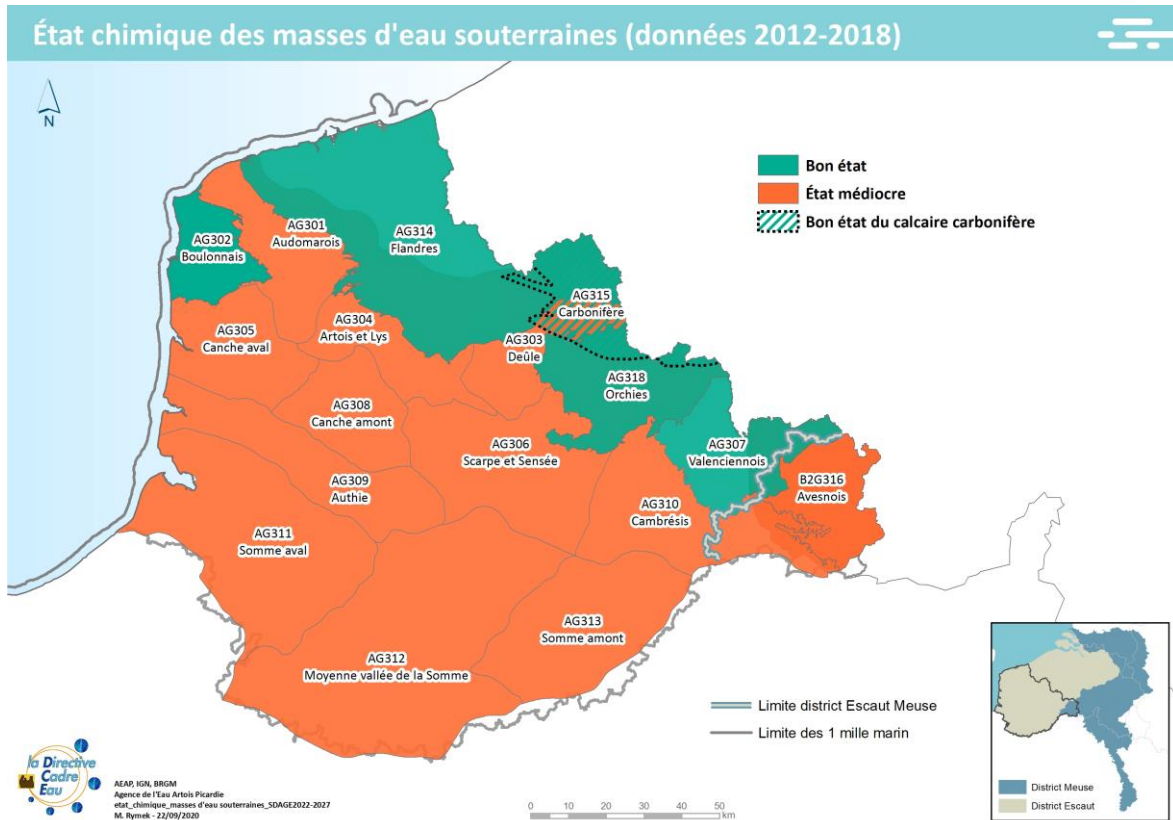 État chimique des masses d'eau souterraines (données 2012-2018)
N
Bon état
État médiocre
Bon état du calcaire carbonifère
AG302
Boulonnais
AG301
Audomarois
AG314
Flandres
AG315
Carbonifère
AG305
Canche aval
AG304
Artois et Lys
AG303
Deûle
AG318
Orchies
AG308
Canche amont
AG306
Scarpe et Sensée
AG307
Valenciennois
B2G316
Avesnois
AG309
Authie
AG310
Cambrésis
AG311
Somme aval
AG313
Somme amont
AG312
Moyenne vallée de la Somme
Limite district Escaut Meuse
Limite des 1 mille marin
District Meuse
District Escaut
la Directive
Cadre
Eau
AEAP, IGN, BRGM
Agence de l'Eau Artois Picardie
etat_chimique_masses d'eau souterraines_SDAGE2022-2027
M. Rymek - 22/09/2020
0 10 20 30 40 50
km